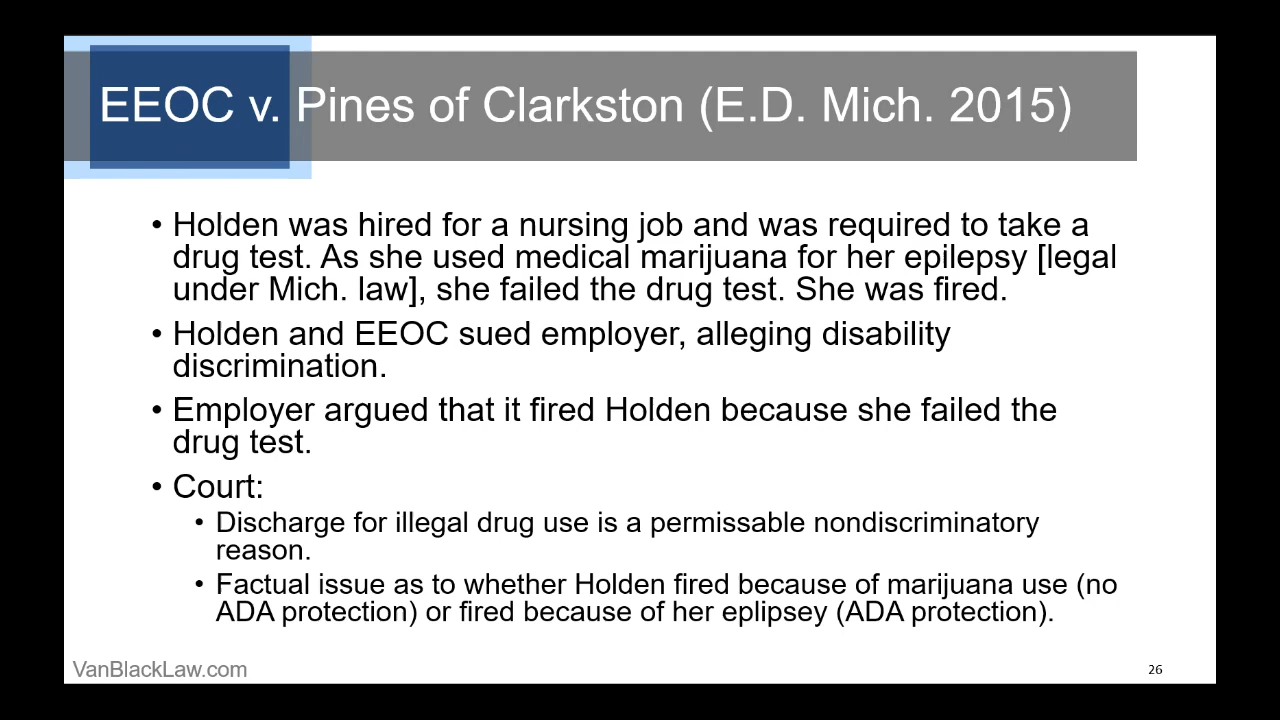 EEOC v. Pines of Clarkston (E.D. Mich. 2015)
• Holden was hired for a nursing job and was required to take a
drug test. As she used medical marijuana for her epilepsy [legal
under Mich. law], she failed the drug test. She was fired.
• Holden and EEOC sued employer, alleging disability
discrimination.
• Employer argued that it fired Holden because she failed the
drug test.
• Court:
• Discharge for illegal drug use is a permissable nondiscriminatory
reason.
• Factual issue as to whether Holden fired because of marijuana use (no
ADA protection) or fired because of her eplipsey (ADA protection).
VanBlackLaw.com
26